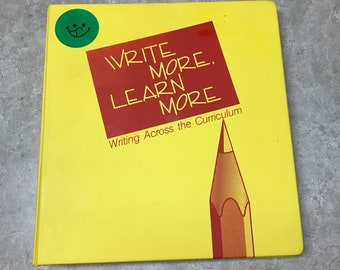 WRITE
MORE,
LEARN
MORE
Writing Across the Curriculum